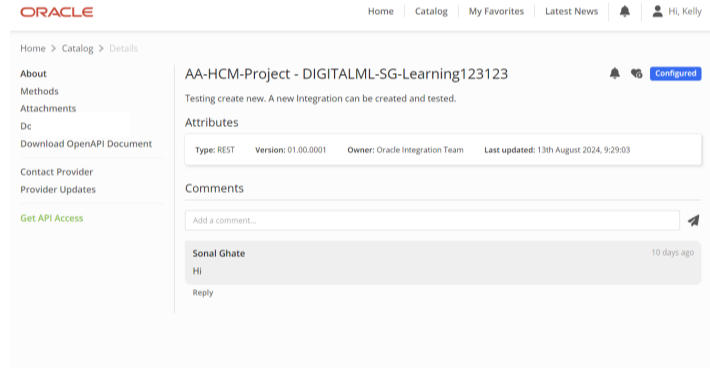 ORACLE
Home Catalog My Favorites Latest News Hi, Kelly
Home > Catalog > Details
About
Methods
Attachments
Dc
Download OpenAPI Document
Contact Provider
Provider Updates
Get API Access
AA-HCM-Project - DIGITALML-SG-Learning123123 Configured
Testing create new. A new Integration can be created and tested.
Attributes
Type: REST Version: 01.00.0001 Owner: Oracle Integration Team Last updated: 13th August 2024, 9:29:03
Comments
Add a comment...
Sonal Ghate 10 days ago
Hi
Reply